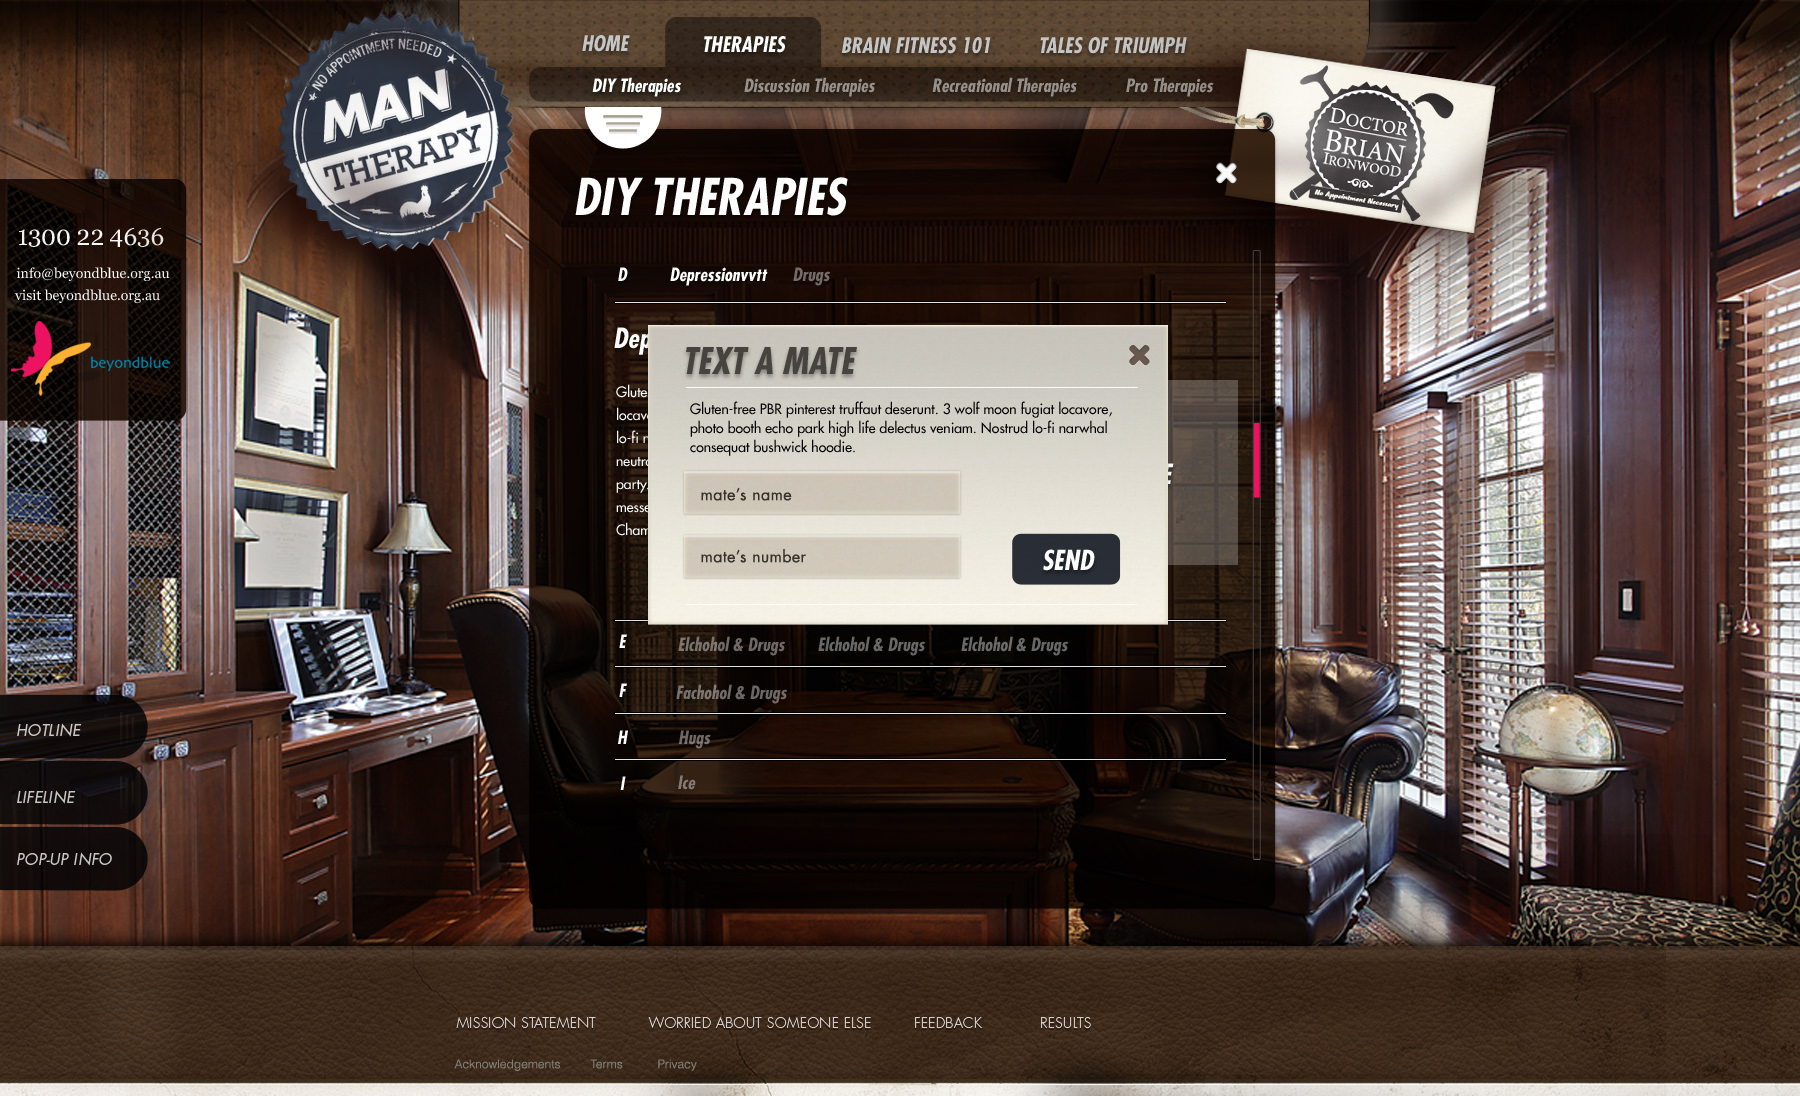 HOME
THERAPIES
BRAIN FITNESS 101
TALES OF TRIUMPH
DIY Therapies
Discussion Therapies
Recreational Therapies
Pro Therapies
NO APPOINTMENT NEEDED
MAN
THERAPY
DOCTOR
BRIAN
IRONWOOD
No Appointment Necessary
1300 22 4636
info@beyondblue.org.au
visit beyondblue.org.au
beyondblue
DIY THERAPIES
D Depressionvvtt Drugs
Dep
TEXT A MATE
Gluten-free PBR pinterest truffaut deserunt. 3 wolf moon fugiat locavore,
photo booth echo park high life delectus veniam. Nostrud lo-fi narwhal
consequat bushwick hoodie.
mate's name
mate's number
SEND
Glute
locav
lo-fi n
neutra
party.
messe
Cham
E
E Elchohol & Drugs Elchohol & Drugs Elchohol & Drugs
F Fachohol & Drugs
H Hugs
I Ice
HOTLINE
LIFELINE
POP-UP INFO
MISSION STATEMENT
WORRIED ABOUT SOMEONE ELSE
FEEDBACK
RESULTS
Acknowledgements
Terms
Privacy